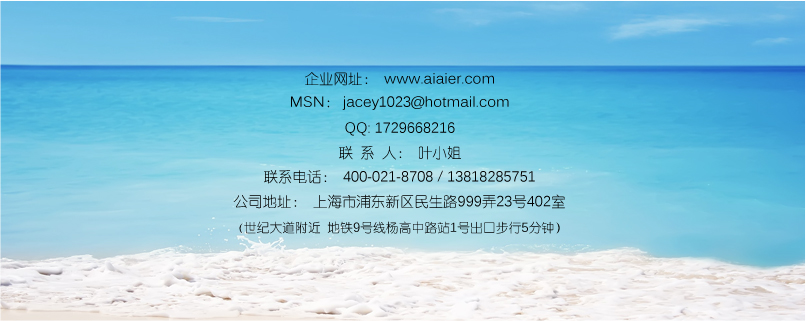 企业网址： www.aiaier.com
MSN： jacey1023@hotmail.com
QQ: 1729668216
联 系 人： 叶小姐
联系电话： 400-021-8708 / 13818285751
公司地址： 上海市浦东新区民生路999弄23号402室
(世纪大道附近 地铁9号线杨高中路站1号出口步行5分钟)